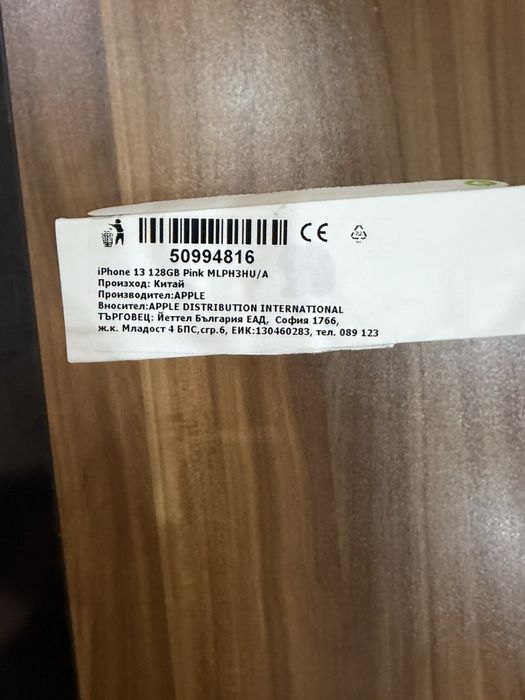 50994816
iPhone 13 128GB Pink MLPH3HU/A
Произход: Китай
Производител:APPLE
Вносител:APPLE DISTRIBUTION INTERNATIONAL
ТЪРГОВЕЦ: Йеттел България ЕАД, София 1766,
ж.к. Младост 4 БПС,сгр.6, ЕИК:130460283, тел. 089 123